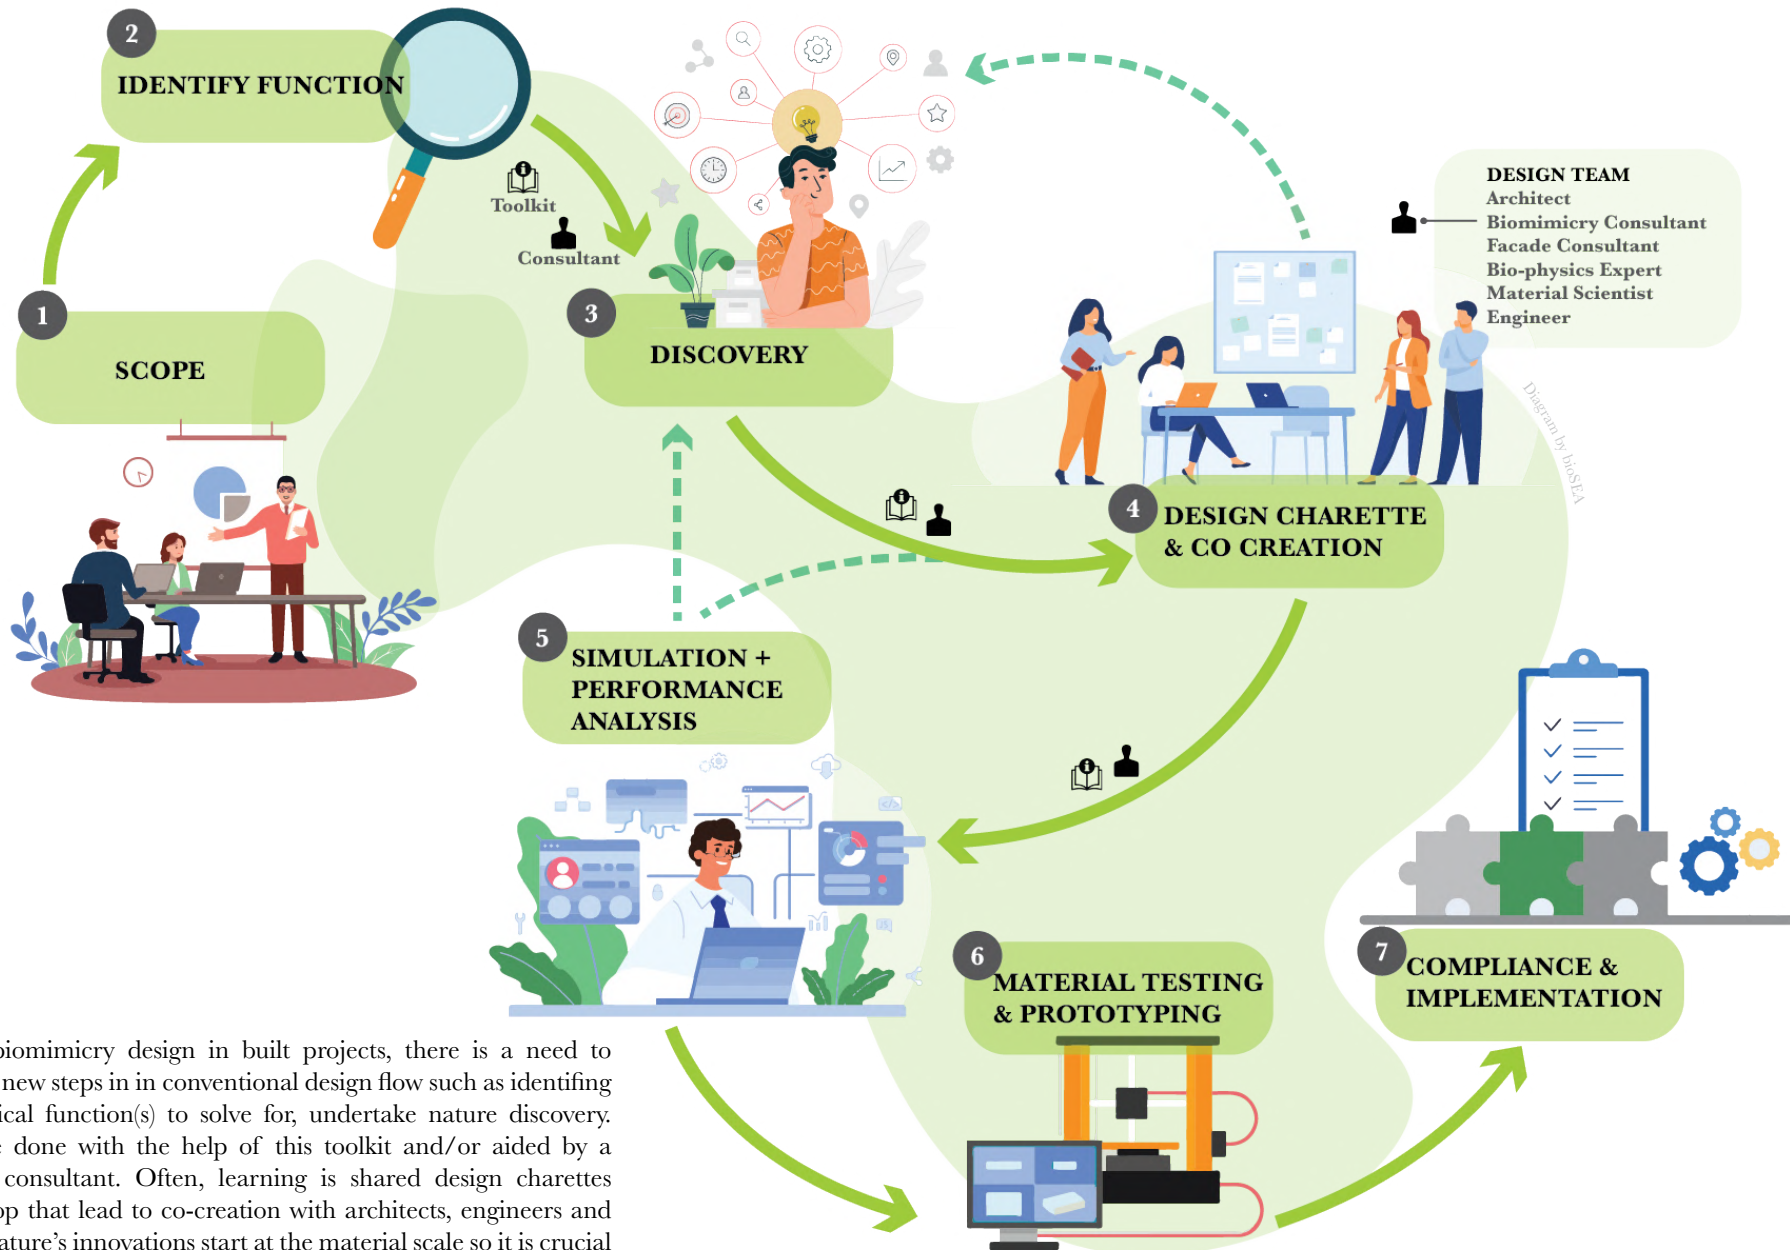 2
IDENTIFY FUNCTION
Toolkit
Consultant
1
SCOPE
3
DISCOVERY
DESIGN TEAM
Architect
Biomimicry Consultant
Facade Consultant
Bio-physics Expert
Material Scientist
Engineer
Diagram by bioSEA
4
DESIGN CHARETTE
& CO CREATION
5
SIMULATION +
PERFORMANCE
ANALYSIS
6
MATERIAL TESTING
& PROTOTYPING
7
COMPLIANCE &
IMPLEMENTATION
biomimicry design in built projects, there is a need to
new steps in in conventional design flow such as identifing
ical function(s) to solve for, undertake nature discovery.
e done with the help of this toolkit and/or aided by a
consultant. Often, learning is shared design charettes
op that lead to co-creation with architects, engineers and
ature's innovations start at the material scale so it is crucial